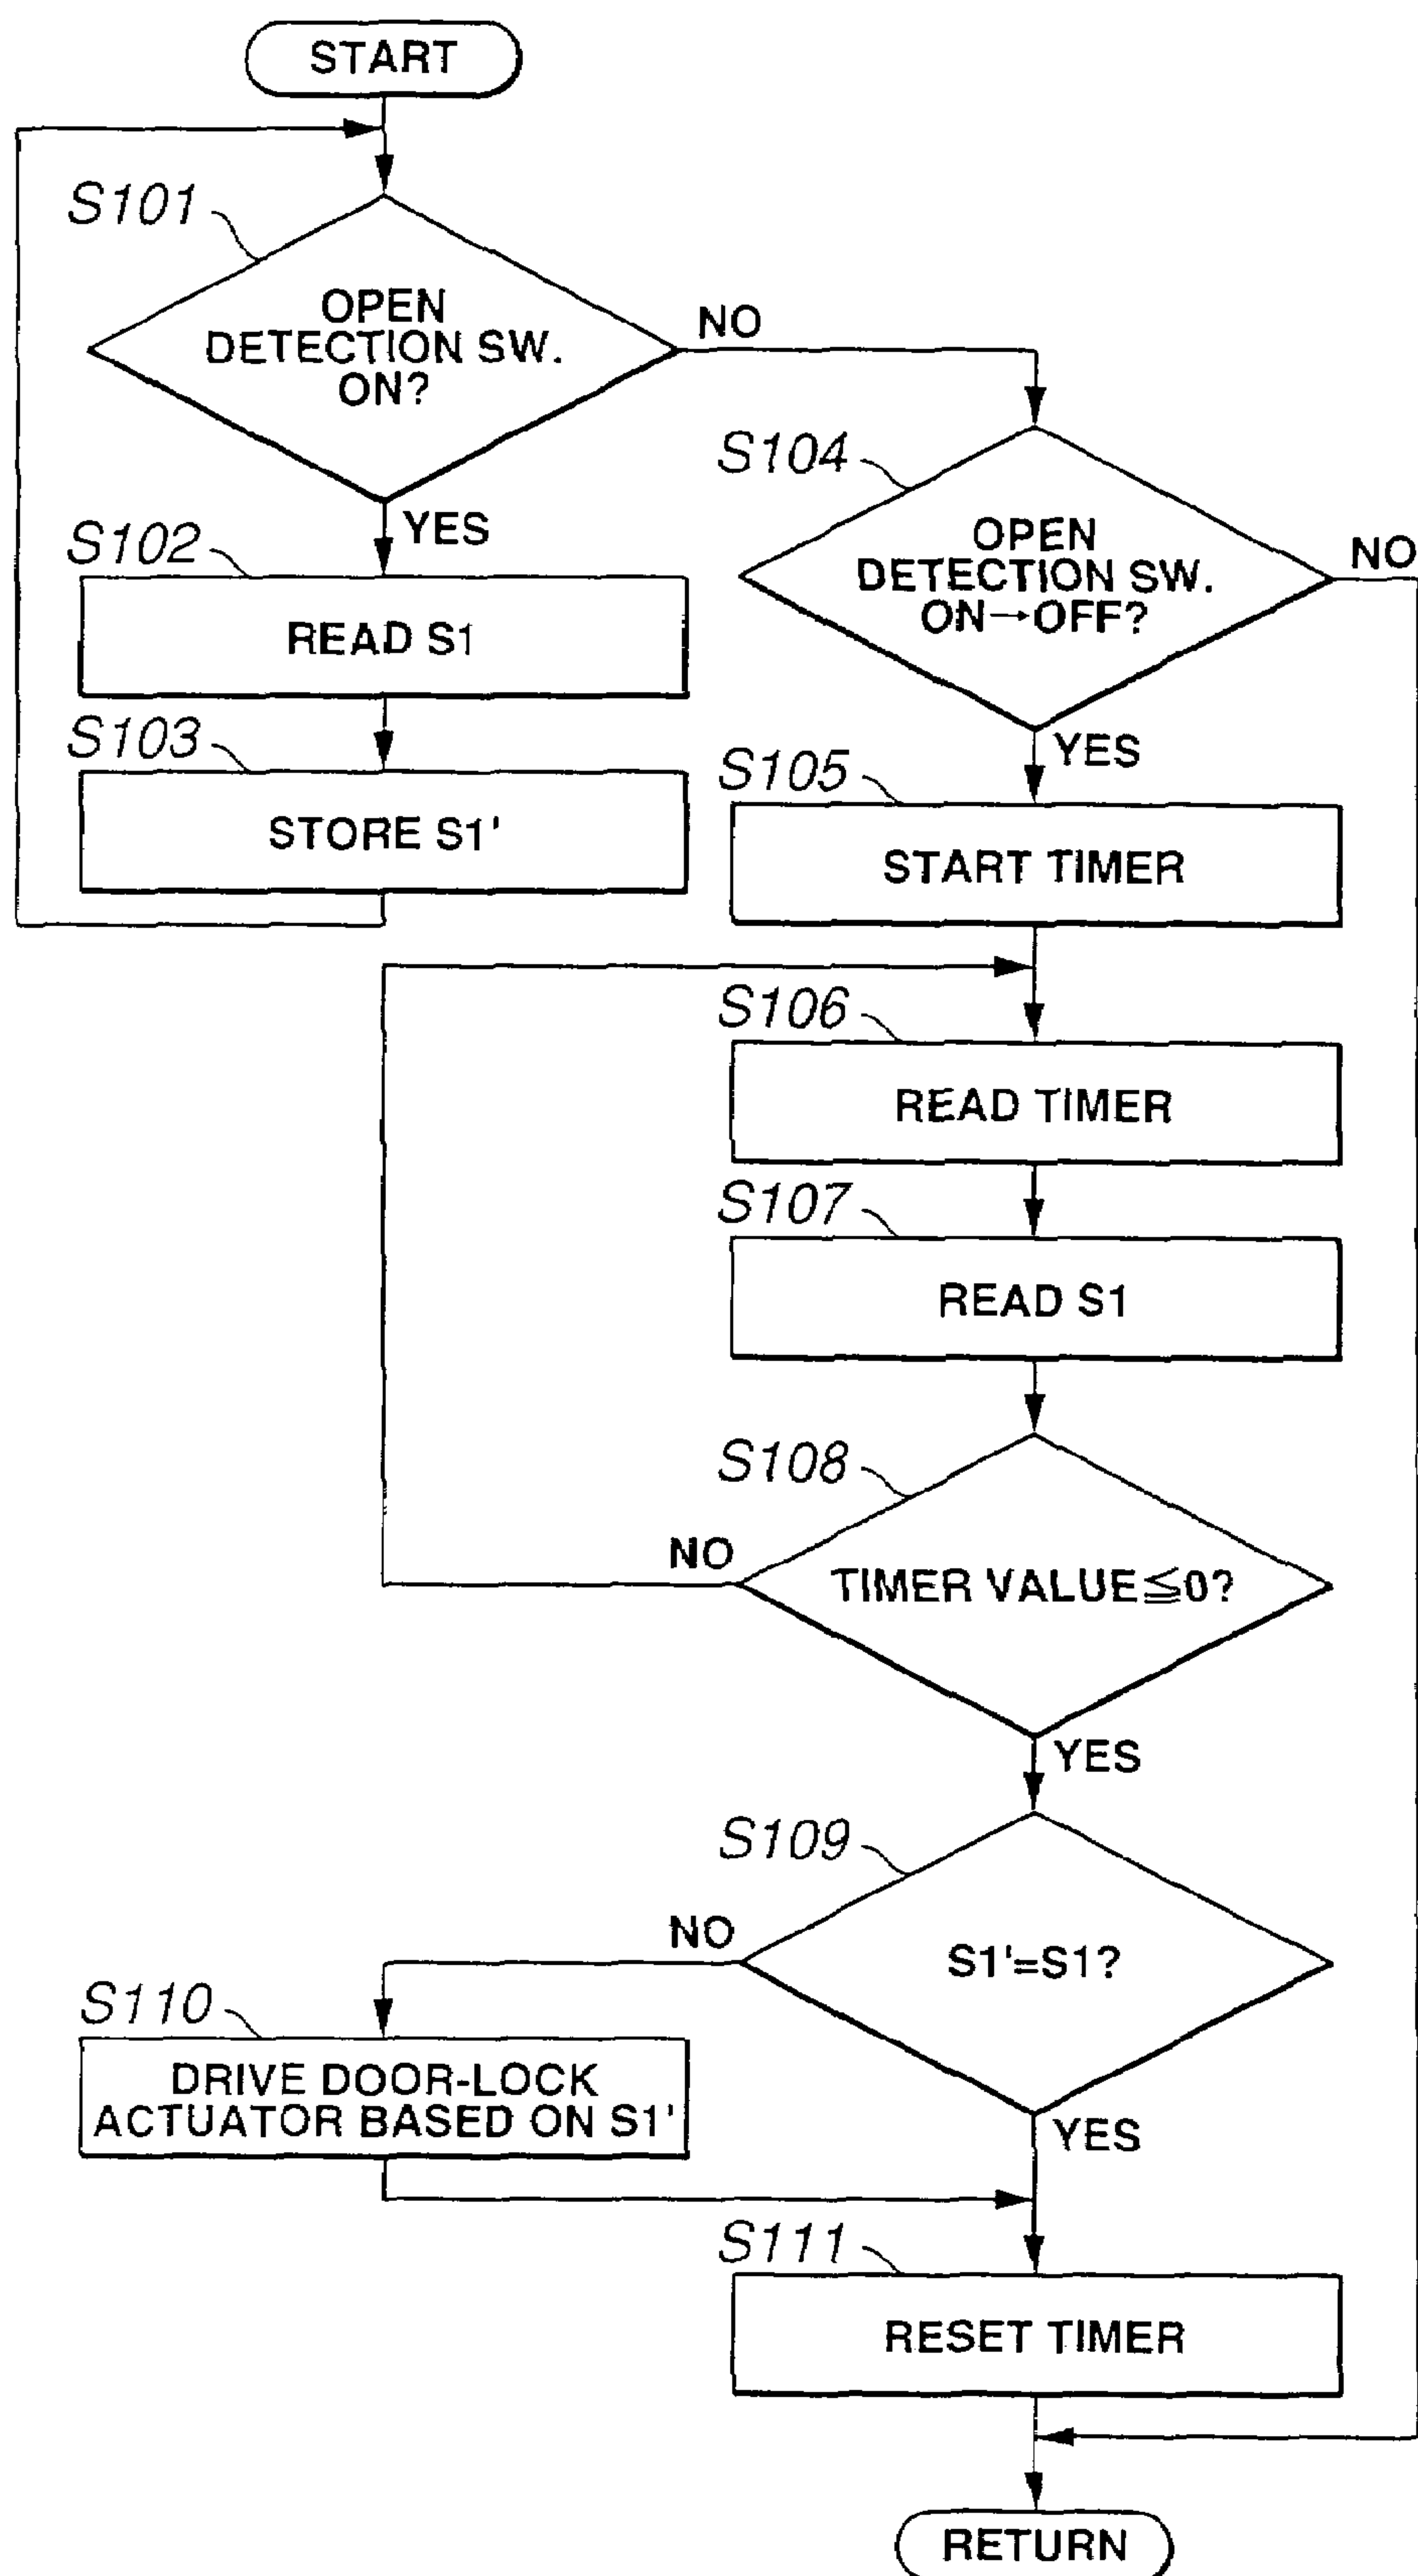 START
S101
OPEN
DETECTION SW.
ON?
NO
YES
S102
READ S1
S103
STORE S1'
S104
OPEN
DETECTION SW.
ON→OFF?
NO
YES
S105
START TIMER
S106
READ TIMER
S107
READ S1
S108
TIMER VALUE≦0?
NO
YES
S109
S1'=S1?
NO
YES
S110
DRIVE DOOR-LOCK
ACTUATOR BASED ON S1'
S111
RESET TIMER
RETURN